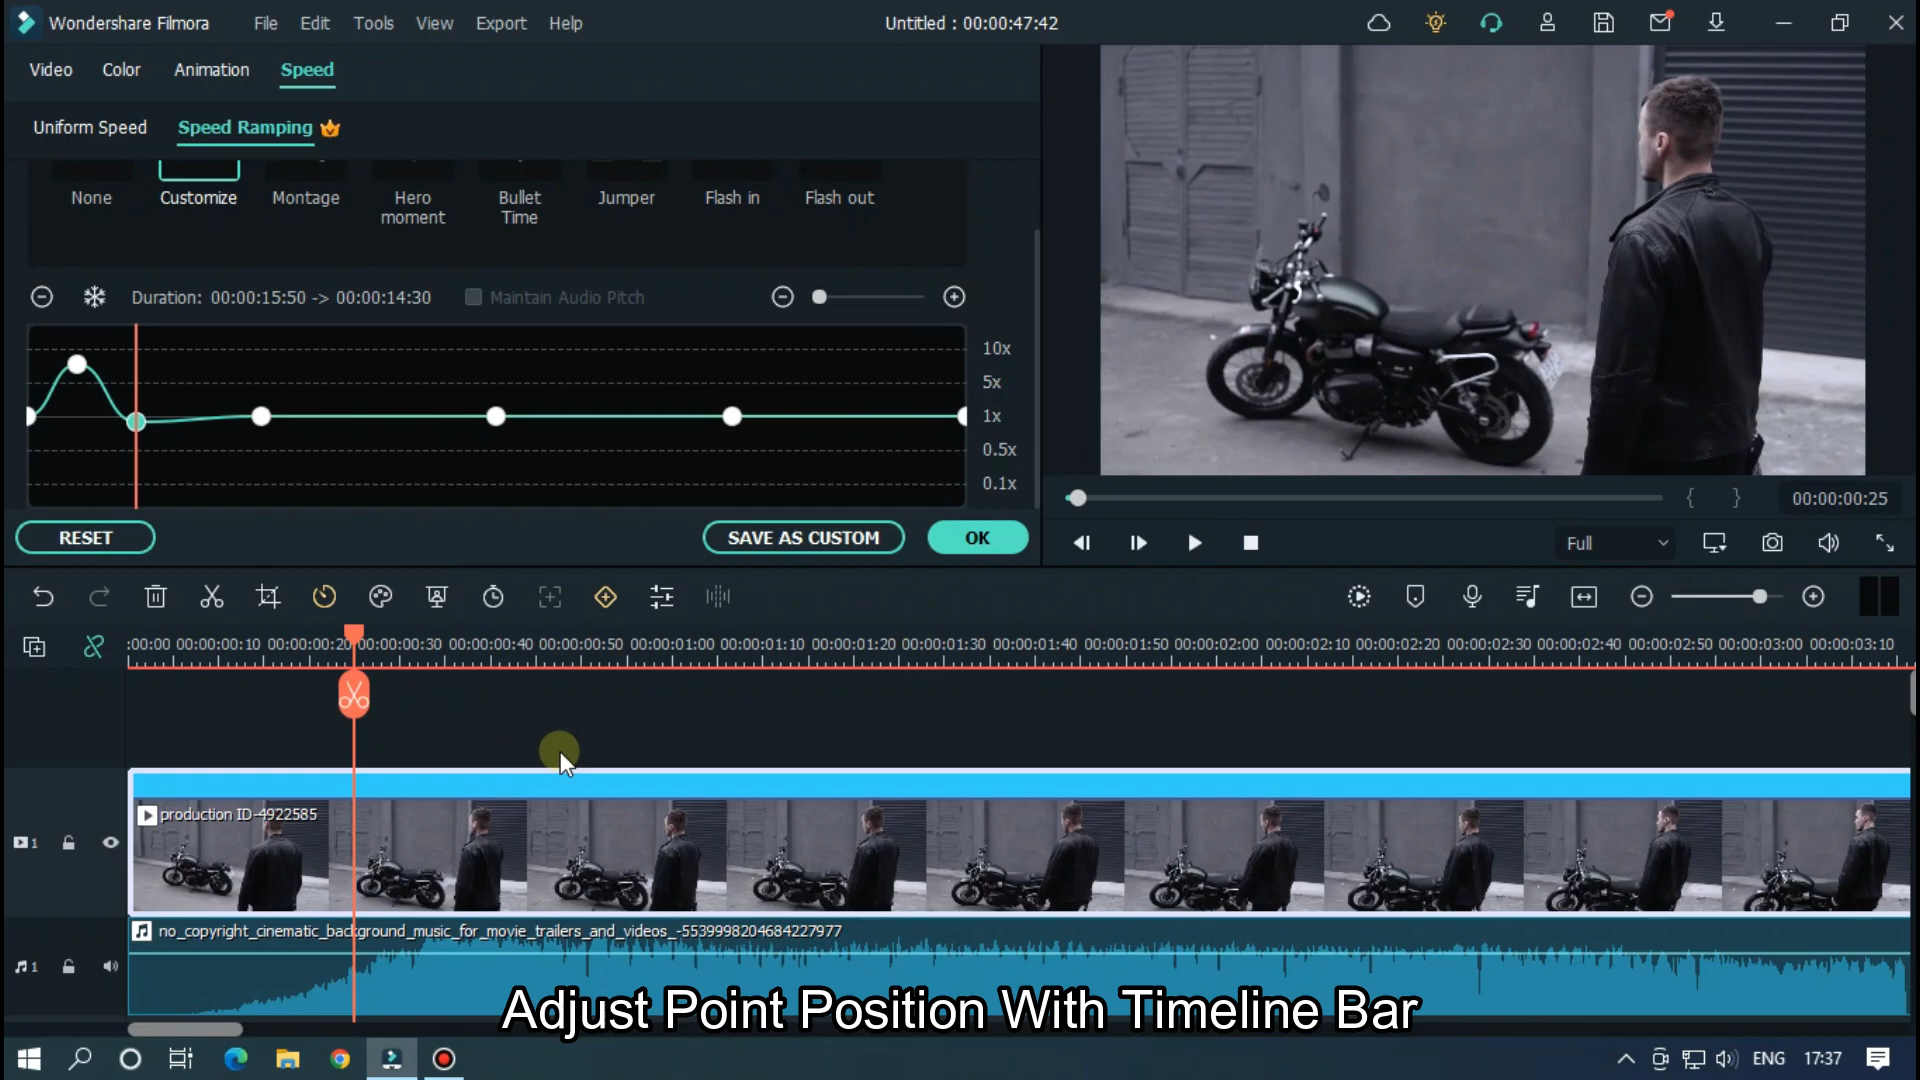 Wondershare Filmora File Edit Tools View Export Help Untitled : 00:00:47:42
Video Color Animation Speed
Uniform Speed Speed Ramping
None Customize Montage Hero moment Bullet Time Jumper Flash in Flash out
Duration: 00:00:15:50 -> 00:00:14:30 Maintain Audio Pitch
10x
5x
1x
0.5x
0.1x
{ } 00:00:00:25
RESET SAVE AS CUSTOM OK
Full
:00:00 00:00:00:10 00:00:00:20 00:00:00:30 00:00:00:40 00:00:00:50 00:00:01:00 00:00:01:10 00:00:01:20 00:00:01:30 00:00:01:40 00:00:01:50 00:00:02:00 00:00:02:10 00:00:02:20 00:00:02:30 00:00:02:40 00:00:02:50 00:00:03:00 00:00:03:10
production ID-4922585
1
no_copyright_cinematic_background_music_for_movie_trailers_and_videos_-5539998204684227977
1
Adjust Point Position With Timeline Bar
ENG 17:37